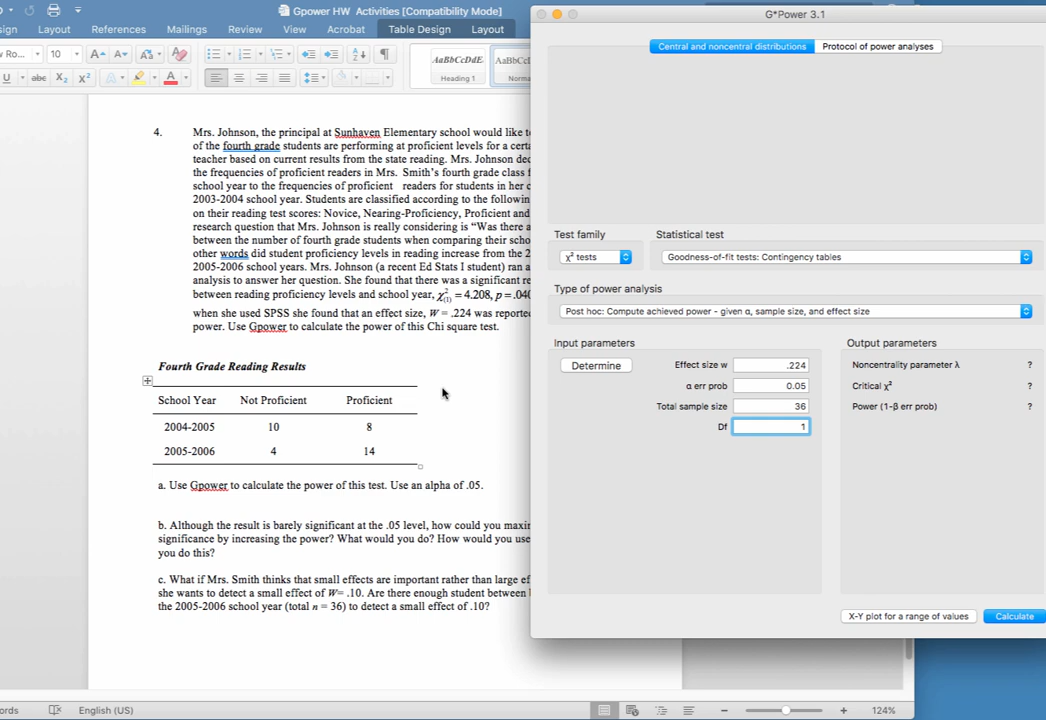 Gpower HW Activities [Compatibility Mode]
sign Layout References Mailings Review View Acrobat Table Design Layout
10 A A Aa
U abc X₂ X² A A
AaBbCcDdE
Heading 1
AaBbCcI
Norma
4. Mrs. Johnson, the principal at Sunhaven Elementary school would like t
of the fourth grade students are performing at proficient levels for a certa
teacher based on current results from the state reading. Mrs. Johnson dec
the frequencies of proficient readers in Mrs. Smith's fourth grade class f
school year to the frequencies of proficient readers for students in her c
2003-2004 school year. Students are classified according to the followin
on their reading test scores: Novice, Nearing-Proficiency, Proficient and
research question that Mrs. Johnson is really considering is “Was there a
between the number of fourth grade students when comparing their scho
other words did student proficiency levels in reading increase from the 2
2005-2006 school years. Mrs. Johnson (a recent Ed Stats I student) ran a
analysis to answer her question. She found that there was a significant re
between reading proficiency levels and school year, χ²(1) = 4.208, p = .040
when she used SPSS she found that an effect size, W = .224 was reported
power. Use Gpower to calculate the power of this Chi square test.
Fourth Grade Reading Results
School Year Not Proficient Proficient
2004-2005 10 8
2005-2006 4 14
a. Use Gpower to calculate the power of this test. Use an alpha of .05.
b. Although the result is barely significant at the .05 level, how could you maxin
significance by increasing the power? What would you do? How would you use
you do this?
c. What if Mrs. Smith thinks that small effects are important rather than large ef
she wants to detect a small effect of W= .10. Are there enough student between
the 2005-2006 school year (total n = 36) to detect a small effect of .10?
ords English (US) 124%
G*Power 3.1
Central and noncentral distributions Protocol of power analyses
Test family Statistical test
χ² tests Goodness-of-fit tests: Contingency tables
Type of power analysis
Post hoc: Compute achieved power - given α, sample size, and effect size
Input parameters Output parameters
Determine Effect size w .224 Noncentrality parameter λ ?
α err prob 0.05 Critical χ² ?
Total sample size 36 Power (1-β err prob) ?
Df 1
X-Y plot for a range of values Calculate